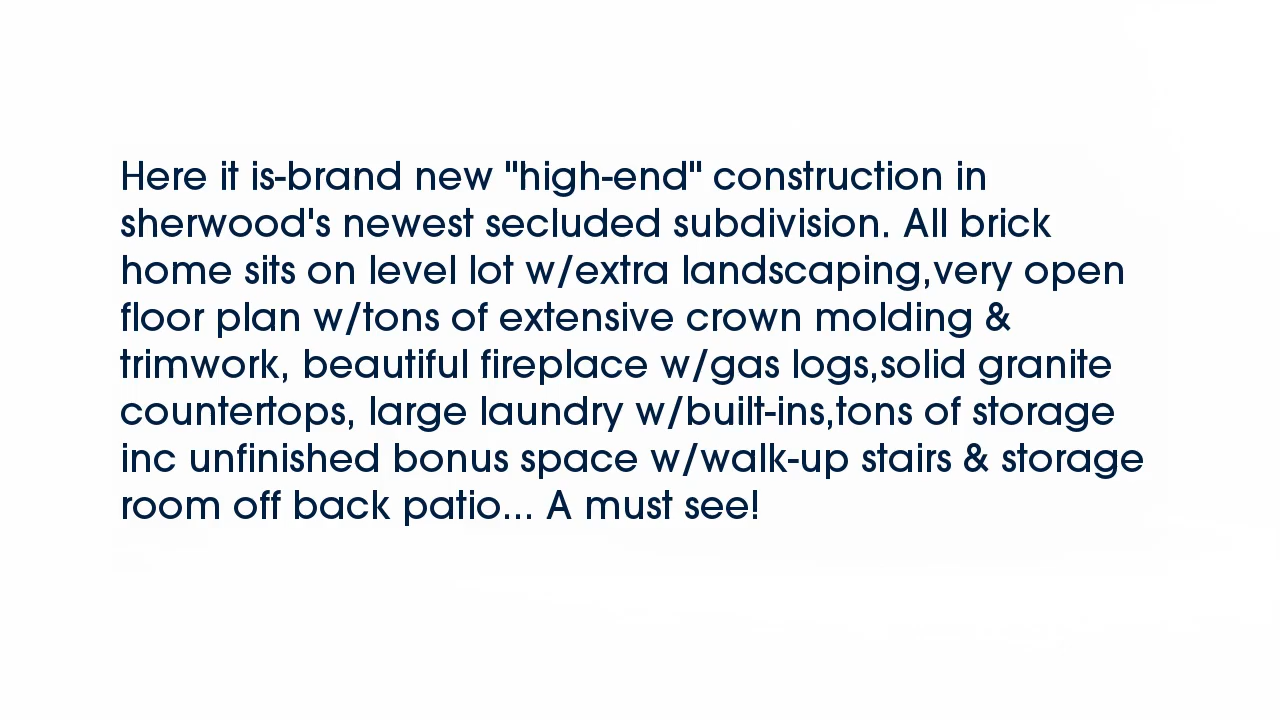 Here it is-brand new "high-end" construction in
sherwood's newest secluded subdivision. All brick
home sits on level lot w/extra landscaping,very open
floor plan w/tons of extensive crown molding &
trimwork, beautiful fireplace w/gas logs,solid granite
countertops, large laundry w/built-ins,tons of storage
inc unfinished bonus space w/walk-up stairs & storage
room off back patio... A must see!